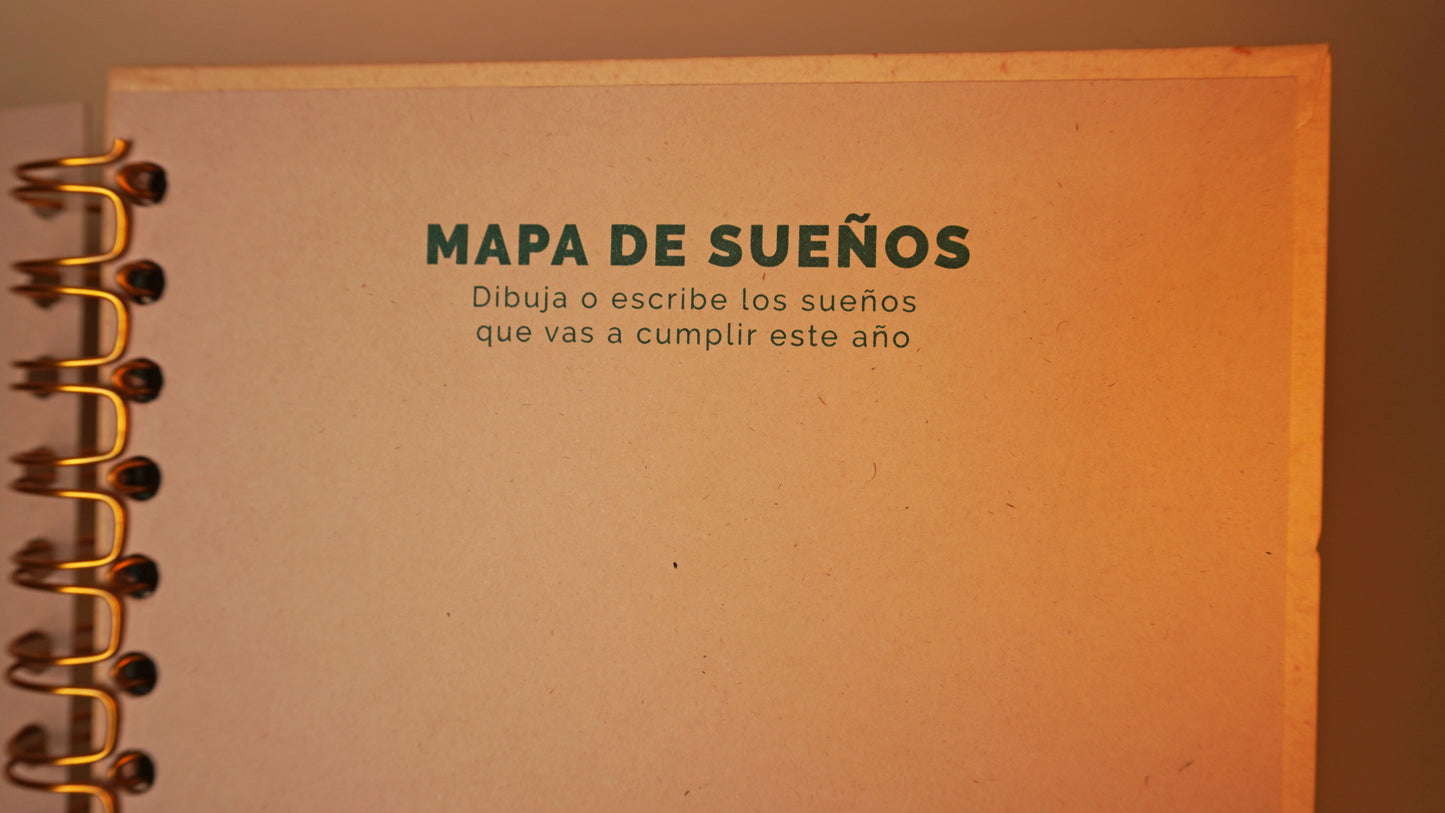 MAPA DE SUEÑOS
Dibuja o escribe los sueños
que vas a cumplir este año